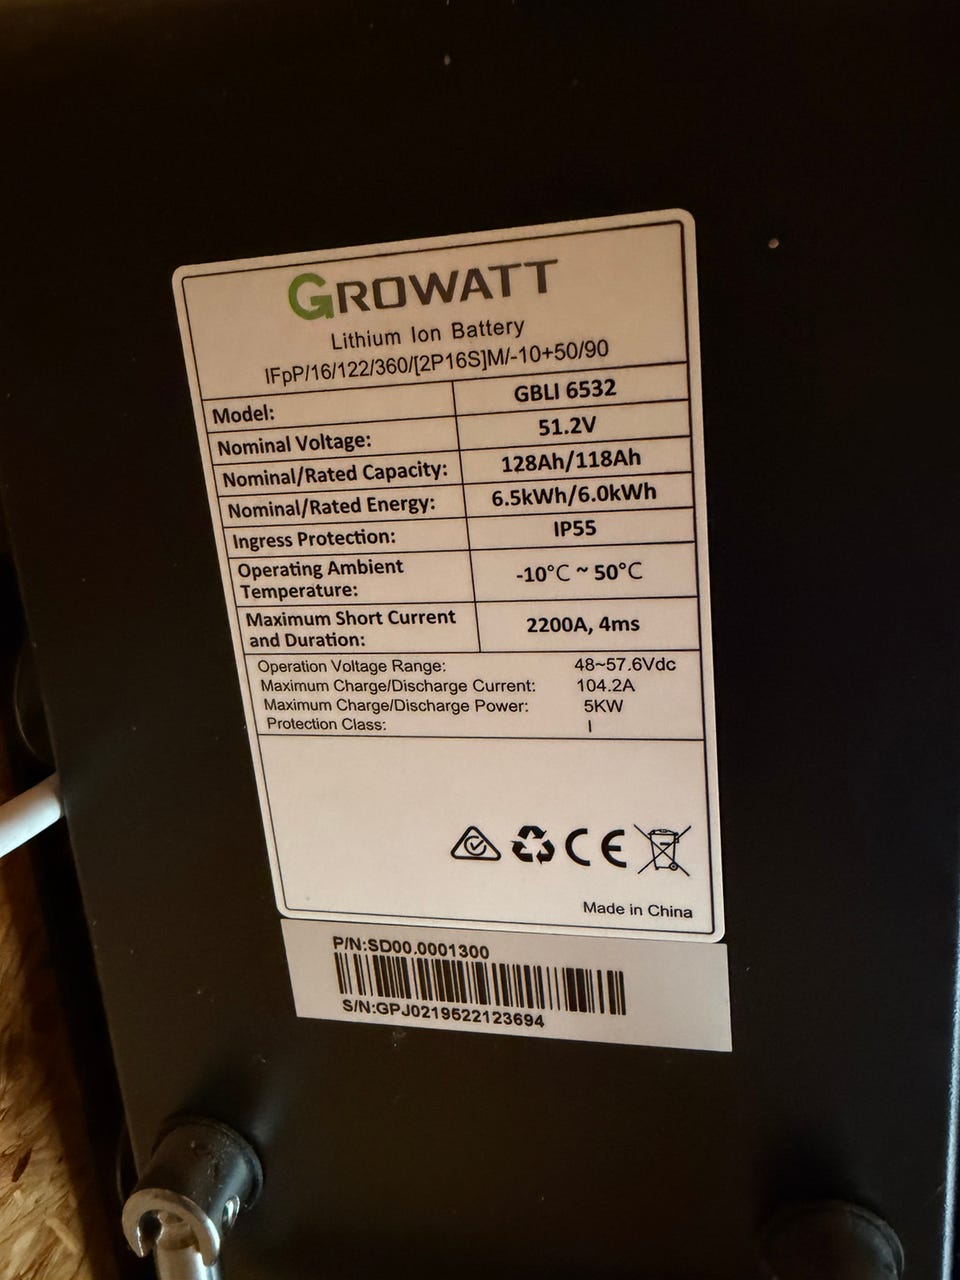 GROWATT
Lithium Ion Battery
IFpP/16/122/360/[2P16S]M/-10+50/90
Model: GBLI 6532
Nominal Voltage: 51.2V
Nominal/Rated Capacity: 128Ah/118Ah
Nominal/Rated Energy: 6.5kWh/6.0kWh
Ingress Protection: IP55
Operating Ambient
Temperature: -10°C ~ 50°C
Maximum Short Current
and Duration: 2200A, 4ms
Operation Voltage Range: 48~57.6Vdc
Maximum Charge/Discharge Current: 104.2A
Maximum Charge/Discharge Power: 5KW
Protection Class: I
CE
Made in China
P/N:SD00.0001300
S/N:GPJ0219522123694